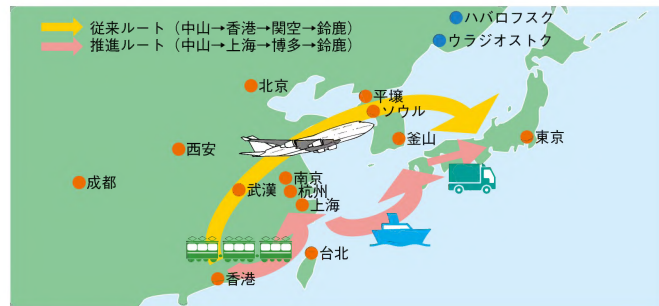 従来ルート（中山→香港→関空→鈴鹿）
推進ルート（中山→上海→博多→鈴鹿）
ハバロフスク
ウラジオストク
北京
平壌
ソウル
釜山
東京
西安
成都
南京
武漢
杭州
上海
台北
香港